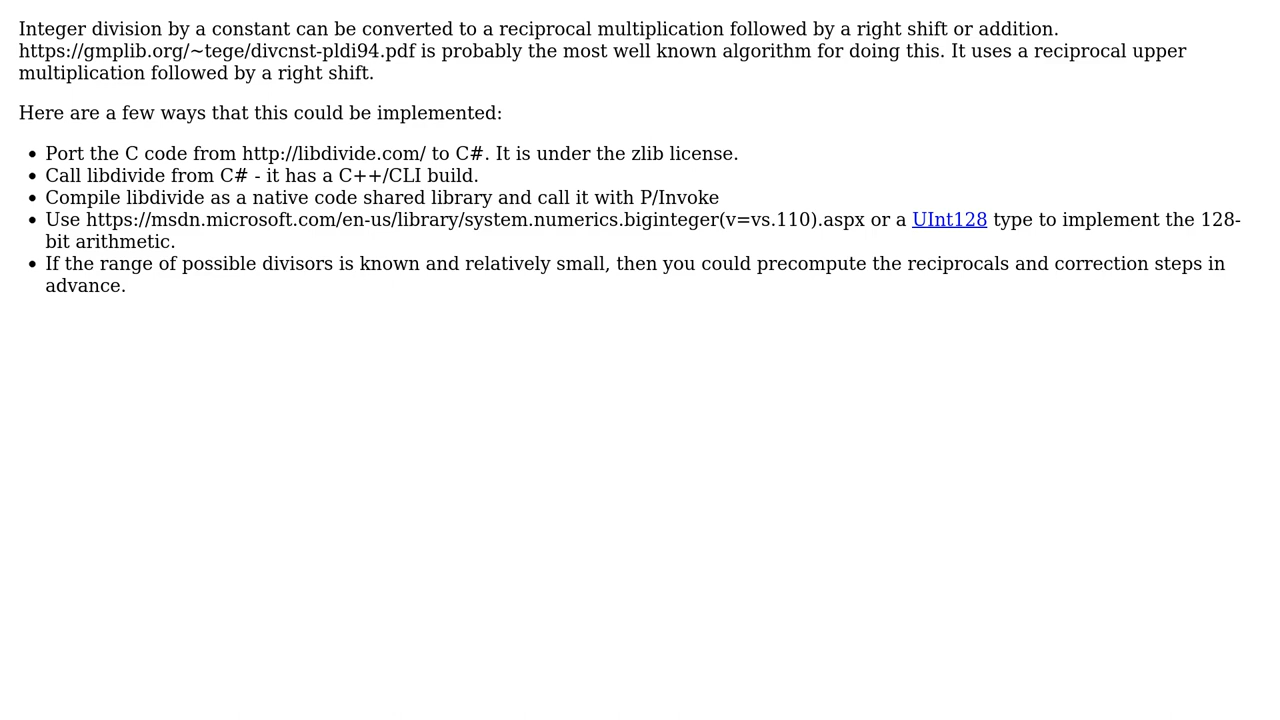 Integer division by a constant can be converted to a reciprocal multiplication followed by a right shift or addition.
https://gmplib.org/~tege/divcnst-pldi94.pdf is probably the most well known algorithm for doing this. It uses a reciprocal upper
multiplication followed by a right shift.
Here are a few ways that this could be implemented:
• Port the C code from http://libdivide.com/ to C#. It is under the zlib license.
• Call libdivide from C# - it has a C++/CLI build.
• Compile libdivide as a native code shared library and call it with P/Invoke
• Use https://msdn.microsoft.com/en-us/library/system.numerics.biginteger(v=vs.110).aspx or a UInt128 type to implement the 128-
bit arithmetic.
• If the range of possible divisors is known and relatively small, then you could precompute the reciprocals and correction steps in
advance.